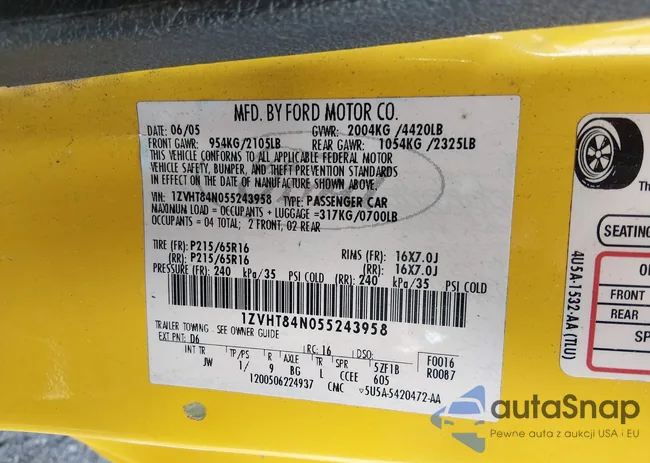 MFD. BY FORD MOTOR CO.
DATE: 06/05 GVWR: 2004KG /4420LB
FRONT GAWR: 954KG/2105LB REAR GAWR: 1054KG /2325LB
THIS VEHICLE CONFORMS TO ALL APPLICABLE FEDERAL MOTOR
VEHICLE SAFETY, BUMPER, AND THEFT PREVENTION STANDARDS
IN EFFECT ON THE DATE OF MANUFACTURE SHOWN ABOVE.
VIN: 1ZVHT84N055243958 TYPE: PASSENGER CAR
MAXIMUM LOAD = OCCUPANTS + LUGGAGE =317KG/0700LB
OCCUPANTS = 04 TOTAL; 2 FRONT, 02 REAR
TIRE (FR): P215/65R16 RIMS (FR): 16X7.0J
(RR): P215/65R16 (RR): 16X7.0J
PRESSURE (FR): 240 kPa/35 PSI COLD (RR): 240 kPa/35 PSI COLD
1ZVHT84N055243958
TRAILER TOWING - SEE OWNER GUIDE
EXT PNT: D6 RC: 16 DSO: F0016
INT TR TP/PS R AXLE TR SPR 5ZF1B R0087
JW 1/ 9 BG L CCEE 605
1200506224937 CMC 5U5A-5420472-AA
4U5A-1532-AA (TLU)
The
SEATING
FRONT
REAR
SP
autaSnap
Pewne auta z aukcji USA i EU